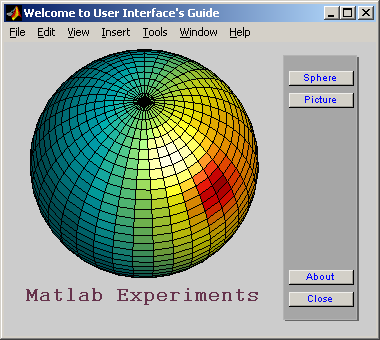 Welcome to User Interface's Guide
File Edit View Insert Tools Window Help
Sphere
Picture
About
Close
Matlab Experiments